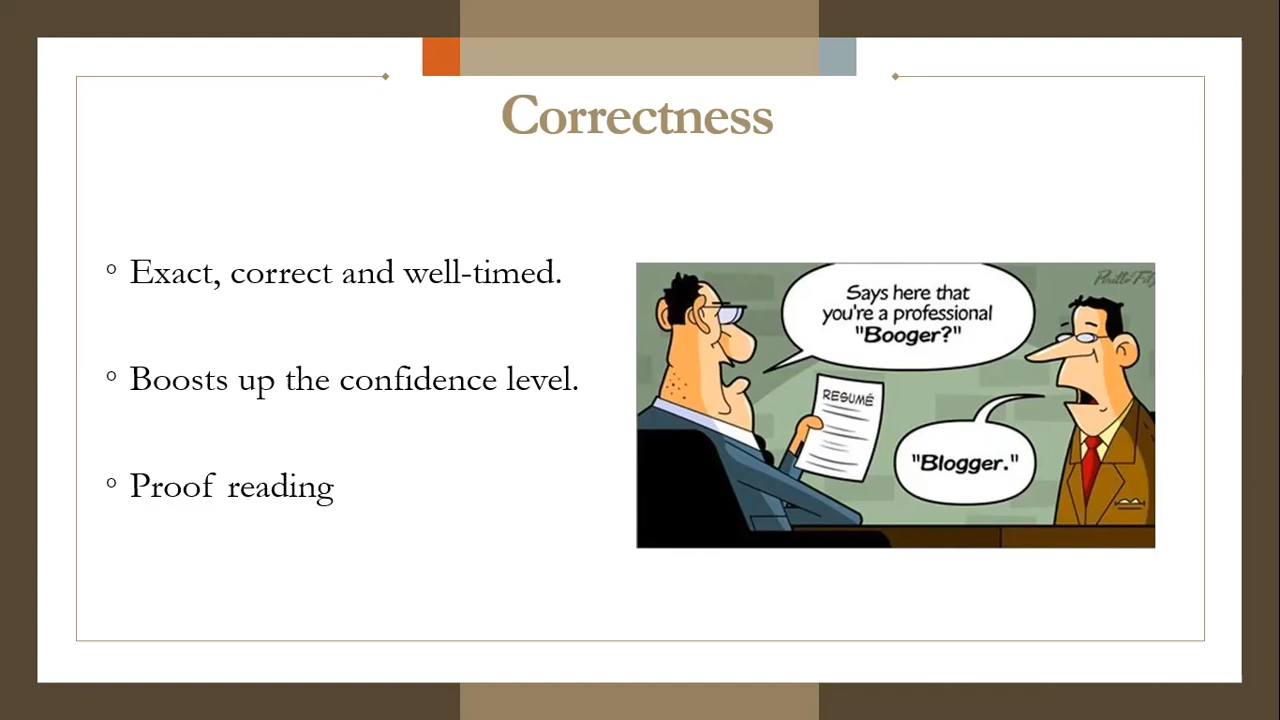 Correctness
Exact, correct and well-timed.
Boosts up the confidence level.
Proof reading
Says here that
you're a professional
"Booger?"
RESUMÉ
"Blogger."